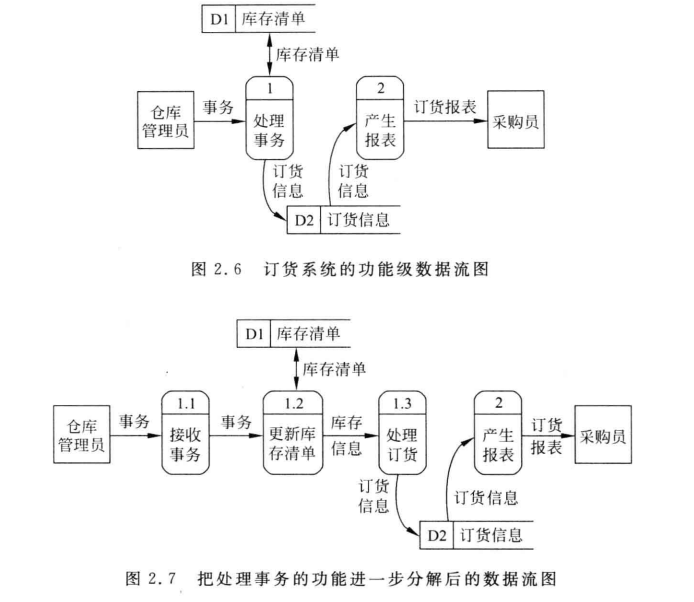 D1 库存清单
库存清单
1
2
仓库
管理员
事务
处理
事务
产生
报表
订货报表
采购员
订货
信息
订货
信息
D2 订货信息
图 2.6 订货系统的功能级数据流图
D1 库存清单
库存清单
1.1
1.2
1.3
2
仓库
管理员
事务
接收
事务
事务
更新库
存清单
库存
信息
处理
订货
产生
报表
订货
报表
采购员
订货
信息
订货信息
D2 订货信息
图 2.7 把处理事务的功能进一步分解后的数据流图